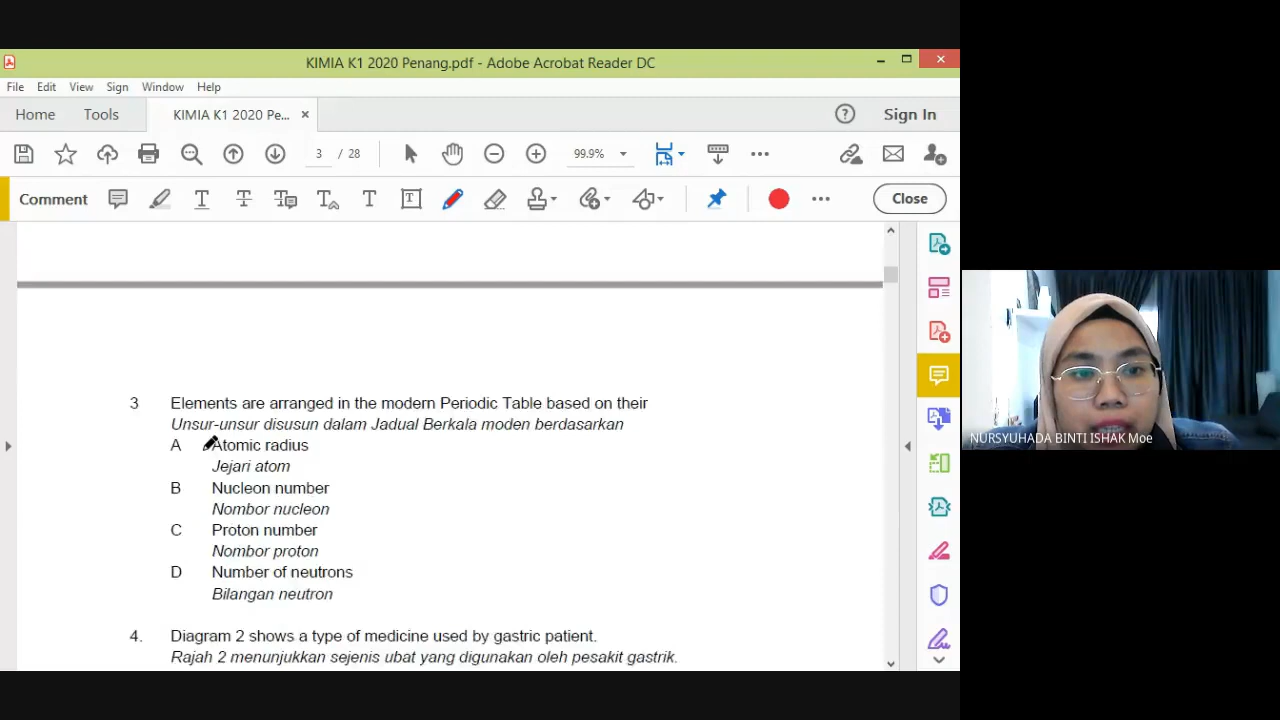 KIMIA K1 2020 Penang.pdf - Adobe Acrobat Reader DC
File Edit View Sign Window Help
Home Tools KIMIA K1 2020 Pe... × Sign In
3 / 28 99.9%
Comment Close
3 Elements are arranged in the modern Periodic Table based on their
Unsur-unsur disusun dalam Jadual Berkala moden berdasarkan
A Atomic radius
Jejari atom
B Nucleon number
Nombor nucleon
C Proton number
Nombor proton
D Number of neutrons
Bilangan neutron
4. Diagram 2 shows a type of medicine used by gastric patient.
Rajah 2 menunjukkan sejenis ubat yang digunakan oleh pesakit gastrik.
NURSYUHADA BINTI ISHAK Moe